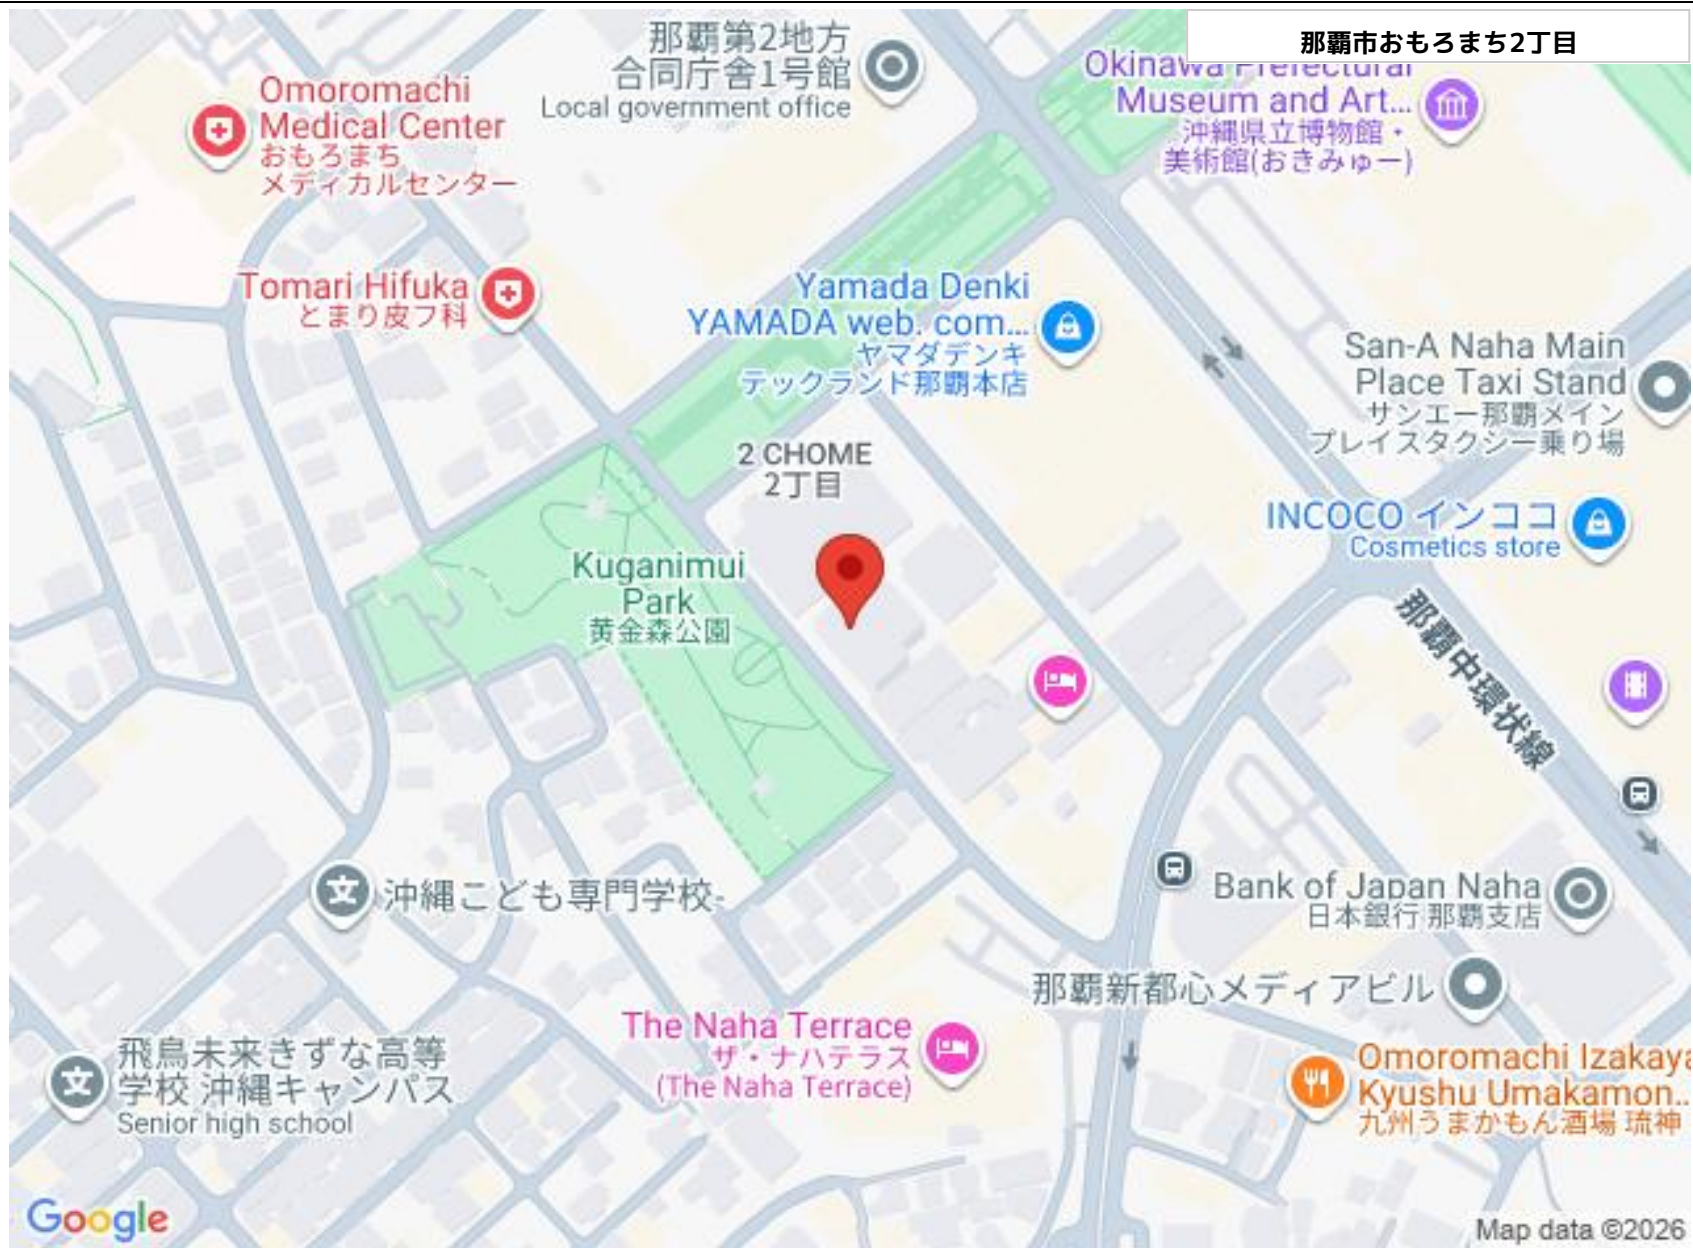 那覇市おもろまち2丁目
那覇第2地方
合同庁舎1号館
Local government office
Okinawa Prefectural
Museum and Art...
沖縄県立博物館・
美術館(おきみゅー)
Omoromachi
Medical Center
おもろまち
メディカルセンター
Tomari Hifuka
とまり皮フ科
Yamada Denki
YAMADA web. com...
ヤマダデンキ
テックランド那覇本店
San-A Naha Main
Place Taxi Stand
サンエー那覇メイン
プレイスタクシー乗り場
2 CHOME
2丁目
INCOCO インココ
Cosmetics store
Kuganimui
Park
黄金森公園
那覇中環状線
沖縄こども専門学校
Bank of Japan Naha
日本銀行 那覇支店
那覇新都心メディアビル
The Naha Terrace
ザ・ナハテラス
(The Naha Terrace)
飛鳥未来きずな高等
学校 沖縄キャンパス
Senior high school
Omoromachi Izakaya
Kyushu Umakamon...
九州うまかもん酒場 琉神
Google
Map data ©2026